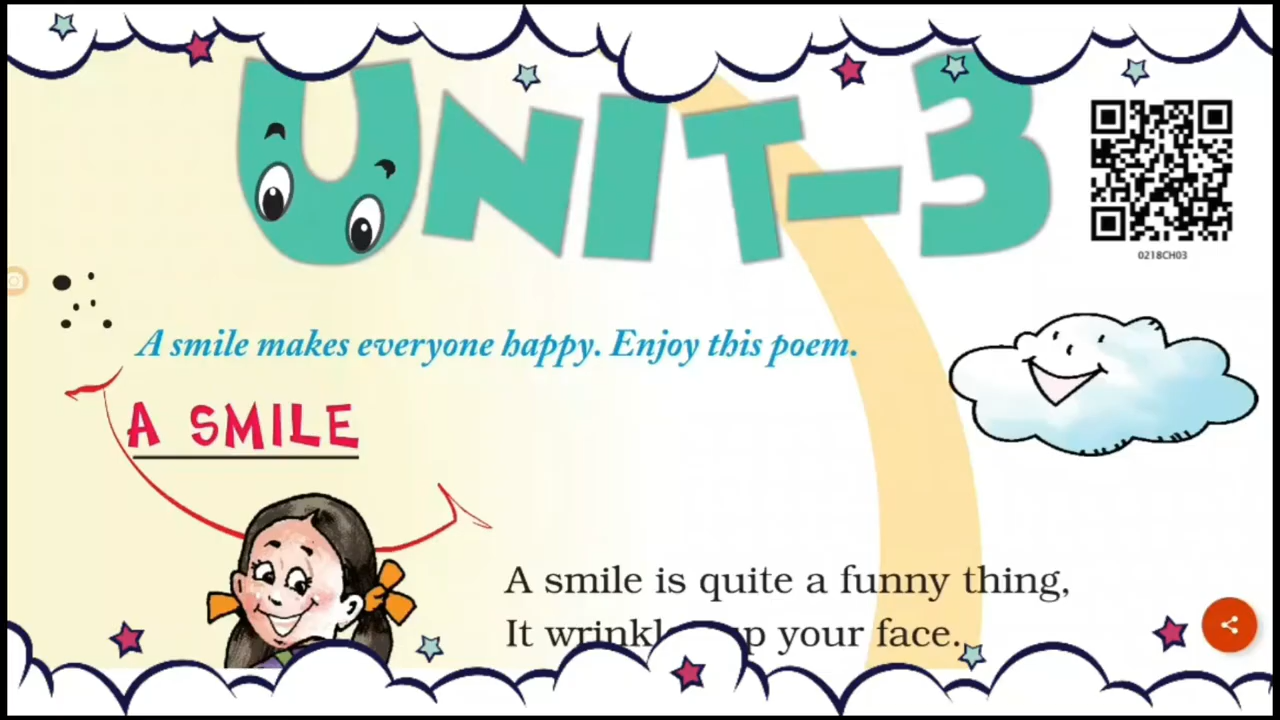 UNIT-3
0218CH03
A smile makes everyone happy. Enjoy this poem.
A SMILE
A smile is quite a funny thing,
It your face.